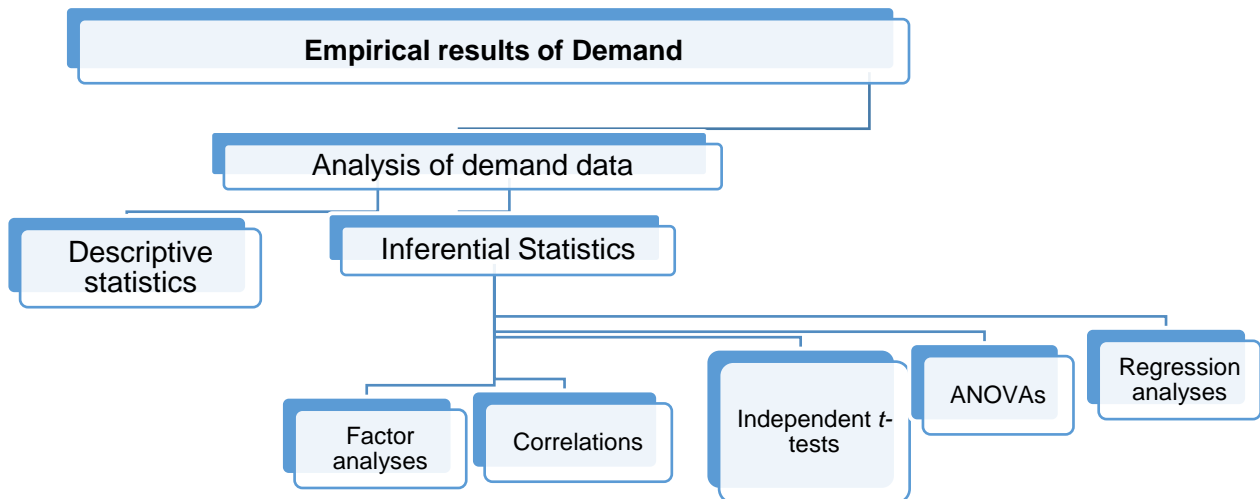 Empirical results of Demand
Analysis of demand data
Descriptive
statistics
Inferential Statistics
Factor
analyses
Correlations
Independent t-
tests
ANOVAs
Regression
analyses